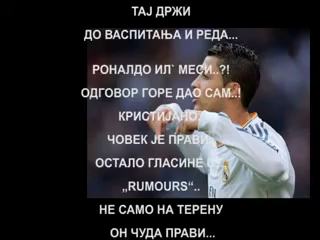 ТАЈ ДРЖИ
ДО ВАСПИТАЊА И РЕДА...
РОНАЛДО ИЛ` МЕСИ..?!
ОДГОВОР ГОРЕ ДАО САМ..!
КРИСТИЈАНО.
ЧОВЕК ЈЕ ПРАВИ
ОСТАЛО ГЛАСИНЕ
„RUMOURS“..
НЕ САМО НА ТЕРЕНУ
ОН ЧУДА ПРАВИ...